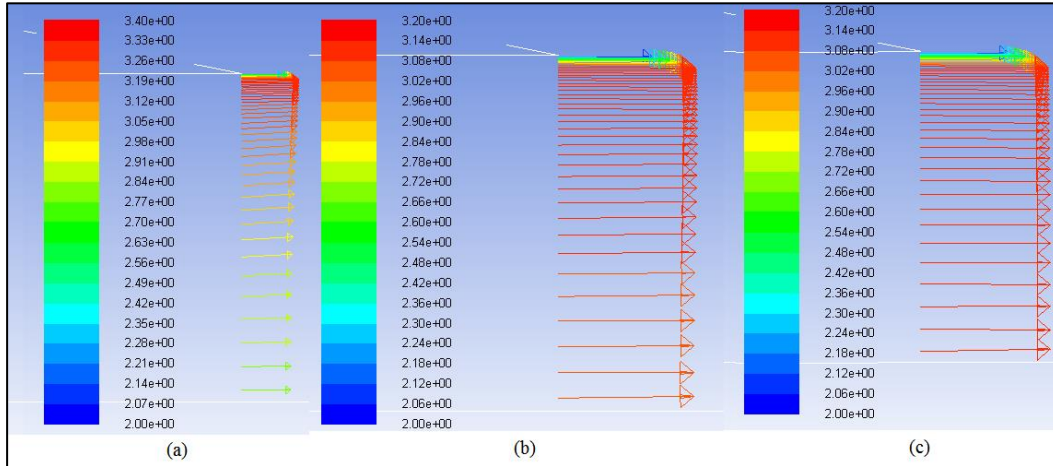 3.40e+00
3.33e+00
3.26e+00
3.19e+00
3.12e+00
3.05e+00
2.98e+00
2.91e+00
2.84e+00
2.77e+00
2.70e+00
2.63e+00
2.56e+00
2.49e+00
2.42e+00
2.35e+00
2.28e+00
2.21e+00
2.14e+00
2.07e+00
2.00e+00
(a)
3.20e+00
3.14e+00
3.08e+00
3.02e+00
2.96e+00
2.90e+00
2.84e+00
2.78e+00
2.72e+00
2.66e+00
2.60e+00
2.54e+00
2.48e+00
2.42e+00
2.36e+00
2.30e+00
2.24e+00
2.18e+00
2.12e+00
2.06e+00
2.00e+00
(b)
3.20e+00
3.14e+00
3.08e+00
3.02e+00
2.96e+00
2.90e+00
2.84e+00
2.78e+00
2.72e+00
2.66e+00
2.60e+00
2.54e+00
2.48e+00
2.42e+00
2.36e+00
2.30e+00
2.24e+00
2.18e+00
2.12e+00
2.06e+00
2.00e+00
(c)